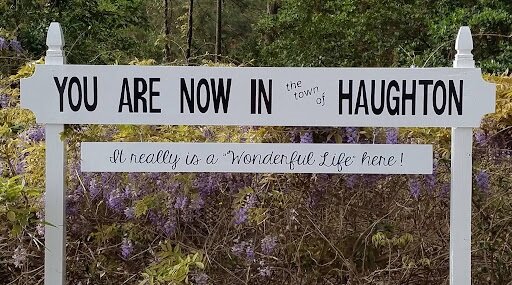 YOU ARE NOW IN the town of HAUGHTON
It really is a "Wonderful Life" here!